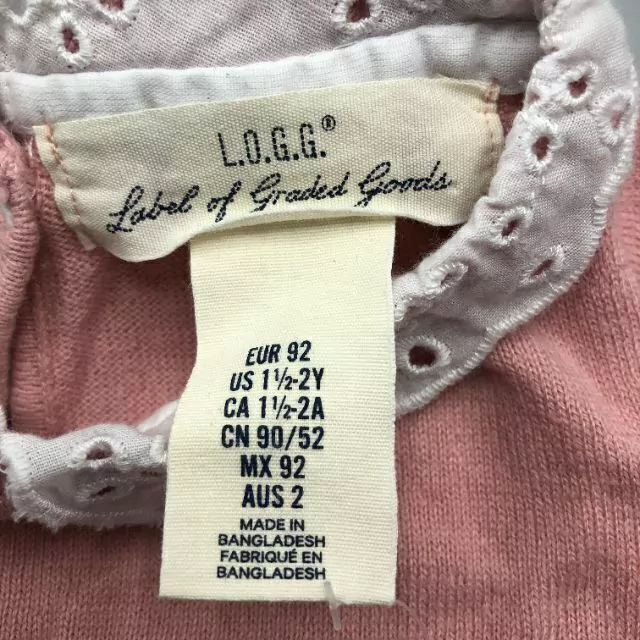 L.O.G.G.®
Label of Graded Goods
EUR 92
US 1½-2Y
CA 1½-2A
CN 90/52
MX 92
AUS 2
MADE IN
BANGLADESH
FABRIQUÉ EN
BANGLADESH